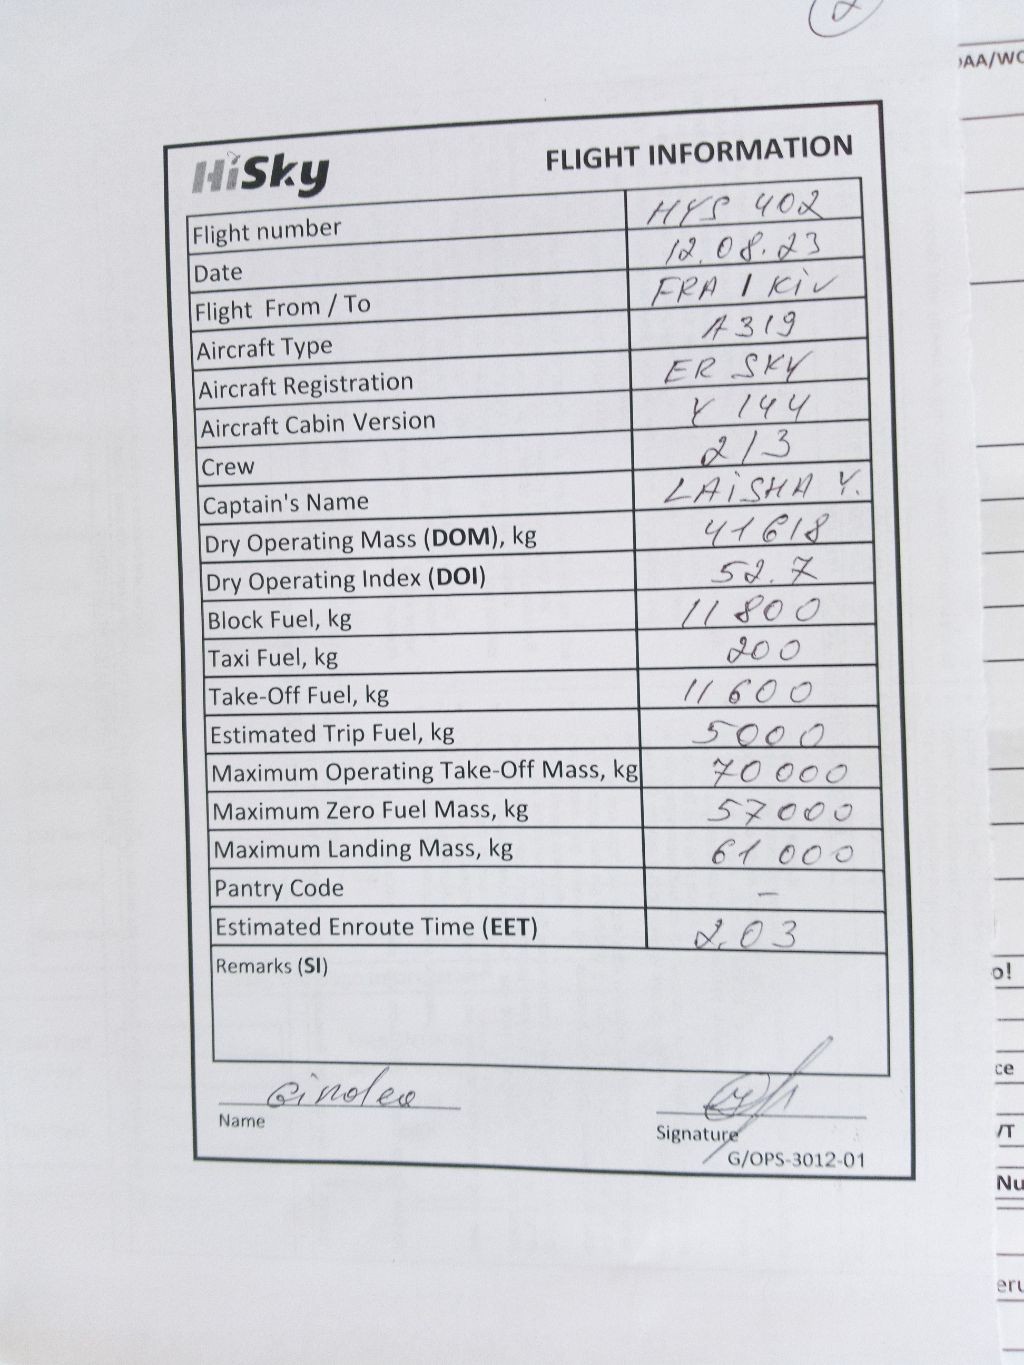 HiSky FLIGHT INFORMATION
Flight number HYS 402
Date 12.08.23
Flight From / To FRA / KIV
Aircraft Type A319
Aircraft Registration ER SKY
Aircraft Cabin Version Y 144
Crew 2/3
Captain's Name LAISHA Y.
Dry Operating Mass (DOM), kg 41618
Dry Operating Index (DOI) 52.7
Block Fuel, kg 11800
Taxi Fuel, kg 200
Take-Off Fuel, kg 11600
Estimated Trip Fuel, kg 5000
Maximum Operating Take-Off Mass, kg 70 000
Maximum Zero Fuel Mass, kg 57000
Maximum Landing Mass, kg 61 000
Pantry Code –
Estimated Enroute Time (EET) 2.03
Remarks (SI)
Name
Signature
G/OPS-3012-01